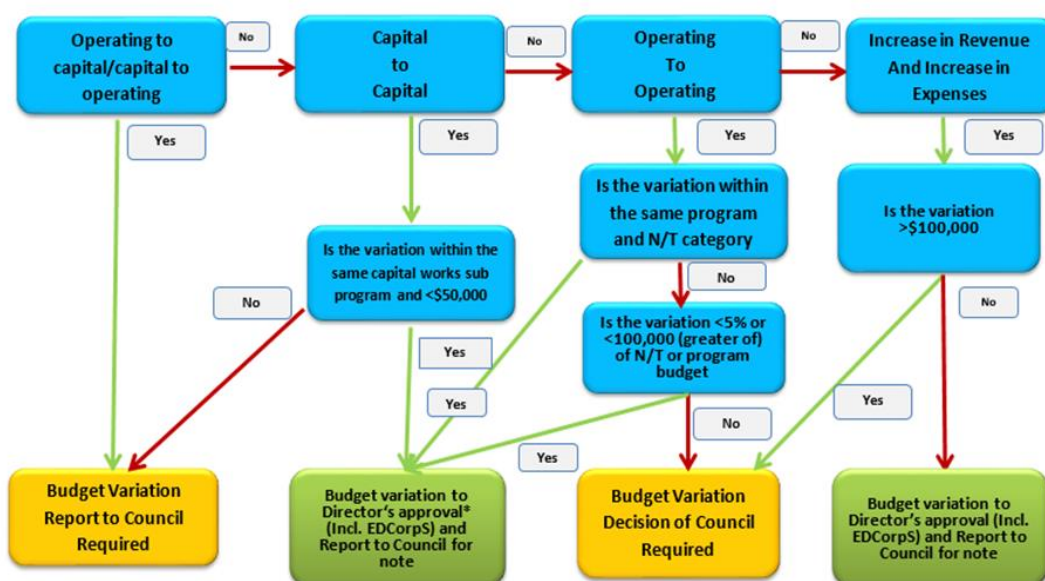 Operating to
capital/capital to
operating
No
Capital
to
Capital
No
Operating
To
Operating
No
Increase in Revenue
And Increase in
Expenses
Yes
Yes
Yes
Yes
Is the variation within
the same program
and N/T category
Is the variation
>$100,000
Is the variation within the
same capital works sub
program and <$50,000
No
No
No
Is the variation <5% or
<100,000 (greater of)
of N/T or program
budget
Yes
Yes
Yes
No
Yes
Budget Variation
Report to Council
Required
Budget variation to
Director‘s approval*
(Incl. EDCorpS) and
Report to Council for
note
Budget Variation
Decision of Council
Required
Budget variation to
Director’s approval (Incl.
EDCorpS) and Report to
Council for note